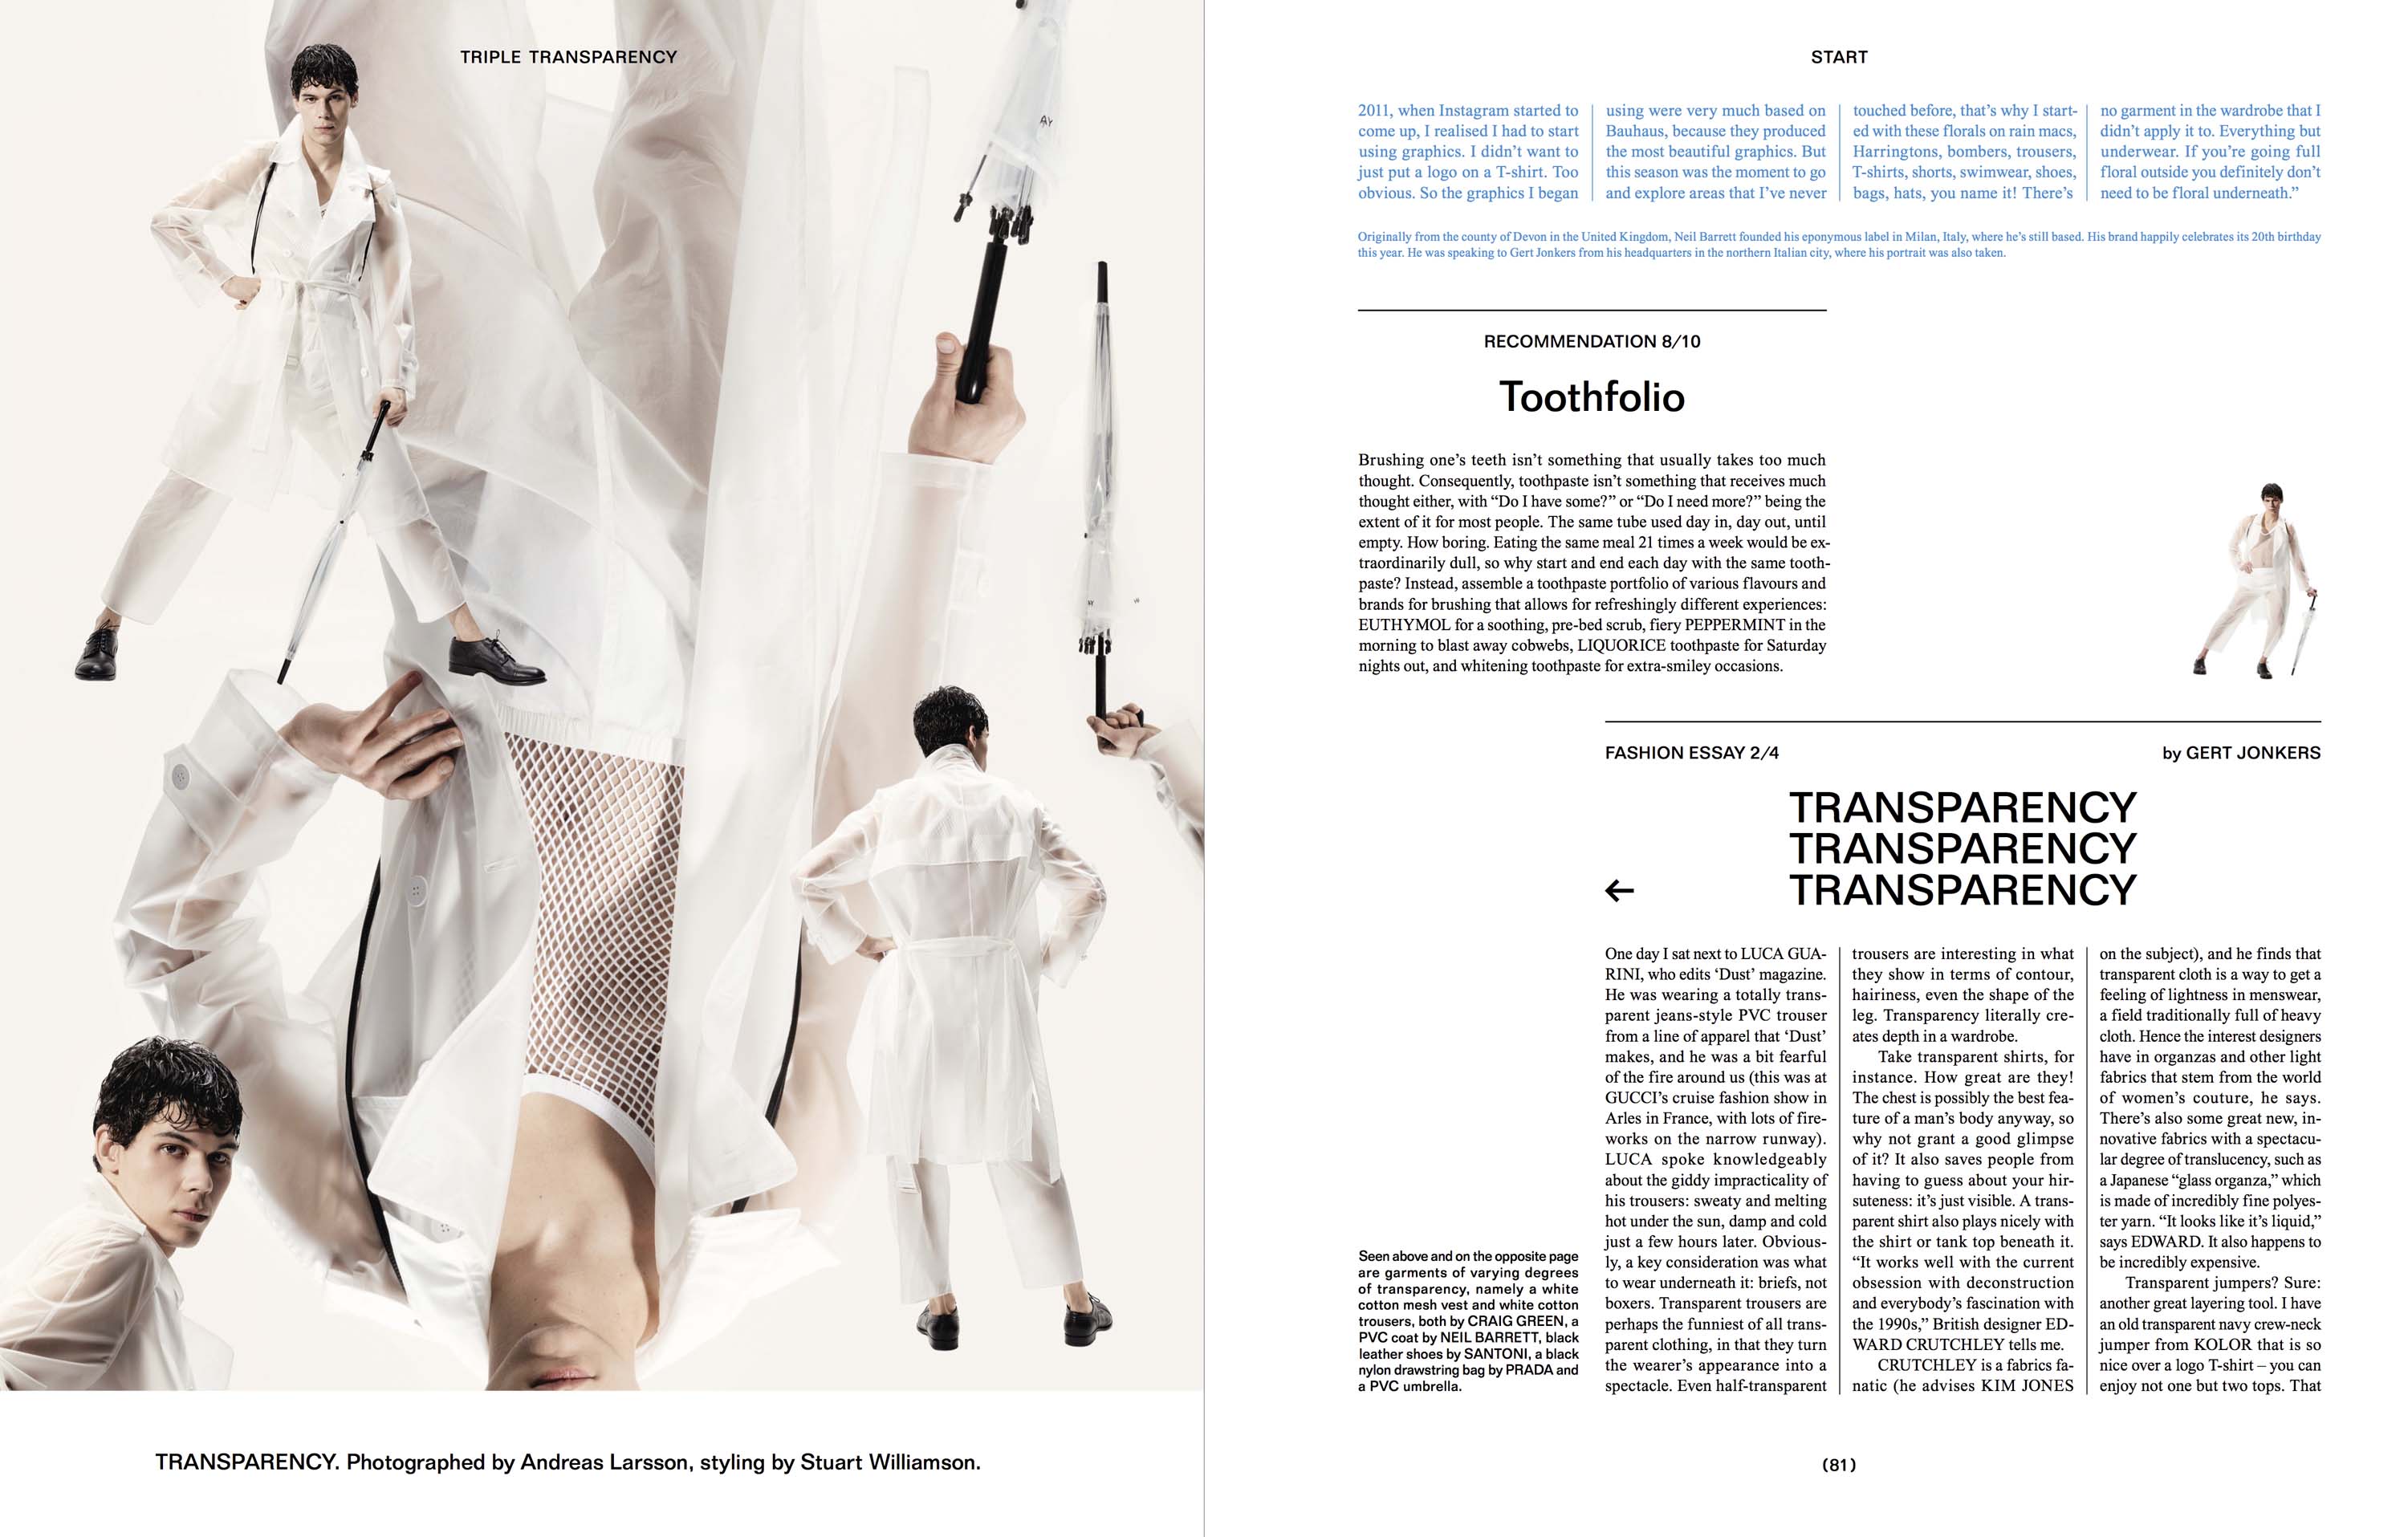 TRIPLE TRANSPARENCY
AY
TRANSPARENCY. Photographed by Andreas Larsson, styling by Stuart Williamson.
START
2011, when Instagram started to
come up, I realised I had to start
using graphics. I didn’t want to
just put a logo on a T-shirt. Too
obvious. So the graphics I began
using were very much based on
Bauhaus, because they produced
the most beautiful graphics. But
this season was the moment to go
and explore areas that I’ve never
touched before, that’s why I start-
ed with these florals on rain macs,
Harringtons, bombers, trousers,
T-shirts, shorts, swimwear, shoes,
bags, hats, you name it! There’s
no garment in the wardrobe that I
didn’t apply it to. Everything but
underwear. If you’re going full
floral outside you definitely don’t
need to be floral underneath.”
Originally from the county of Devon in the United Kingdom, Neil Barrett founded his eponymous label in Milan, Italy, where he’s still based. His brand happily celebrates its 20th birthday
this year. He was speaking to Gert Jonkers from his headquarters in the northern Italian city, where his portrait was also taken.
RECOMMENDATION 8/10
Toothfolio
Brushing one’s teeth isn’t something that usually takes too much
thought. Consequently, toothpaste isn’t something that receives much
thought either, with “Do I have some?” or “Do I need more?” being the
extent of it for most people. The same tube used day in, day out, until
empty. How boring. Eating the same meal 21 times a week would be ex-
traordinarily dull, so why start and end each day with the same tooth-
paste? Instead, assemble a toothpaste portfolio of various flavours and
brands for brushing that allows for refreshingly different experiences:
EUTHYMOL for a soothing, pre-bed scrub, fiery PEPPERMINT in the
morning to blast away cobwebs, LIQUORICE toothpaste for Saturday
nights out, and whitening toothpaste for extra-smiley occasions.
FASHION ESSAY 2/4
by GERT JONKERS
TRANSPARENCY
TRANSPARENCY
← TRANSPARENCY
Seen above and on the opposite page
are garments of varying degrees
of transparency, namely a white
cotton mesh vest and white cotton
trousers, both by CRAIG GREEN, a
PVC coat by NEIL BARRETT, black
leather shoes by SANTONI, a black
nylon drawstring bag by PRADA and
a PVC umbrella.
One day I sat next to LUCA GUA-
RINI, who edits ‘Dust’ magazine.
He was wearing a totally trans-
parent jeans-style PVC trouser
from a line of apparel that ‘Dust’
makes, and he was a bit fearful
of the fire around us (this was at
GUCCI’s cruise fashion show in
Arles in France, with lots of fire-
works on the narrow runway).
LUCA spoke knowledgeably
about the giddy impracticality of
his trousers: sweaty and melting
hot under the sun, damp and cold
just a few hours later. Obvious-
ly, a key consideration was what
to wear underneath it: briefs, not
boxers. Transparent trousers are
perhaps the funniest of all trans-
parent clothing, in that they turn
the wearer’s appearance into a
spectacle. Even half-transparent
trousers are interesting in what
they show in terms of contour,
hairiness, even the shape of the
leg. Transparency literally cre-
ates depth in a wardrobe.
Take transparent shirts, for
instance. How great are they!
The chest is possibly the best fea-
ture of a man’s body anyway, so
why not grant a good glimpse
of it? It also saves people from
having to guess about your hir-
suteness: it’s just visible. A trans-
parent shirt also plays nicely with
the shirt or tank top beneath it.
“It works well with the current
obsession with deconstruction
and everybody’s fascination with
the 1990s,” British designer ED-
WARD CRUTCHLEY tells me.
CRUTCHLEY is a fabrics fa-
natic (he advises KIM JONES
on the subject), and he finds that
transparent cloth is a way to get a
feeling of lightness in menswear,
a field traditionally full of heavy
cloth. Hence the interest designers
have in organzas and other light
fabrics that stem from the world
of women’s couture, he says.
There’s also some great new, in-
novative fabrics with a spectacu-
lar degree of translucency, such as
a Japanese “glass organza,” which
is made of incredibly fine polyes-
ter yarn. “It looks like it’s liquid,”
says EDWARD. It also happens to
be incredibly expensive.
Transparent jumpers? Sure:
another great layering tool. I have
an old transparent navy crew-neck
jumper from KOLOR that is so
nice over a logo T-shirt – you can
enjoy not one but two tops. That
(81)